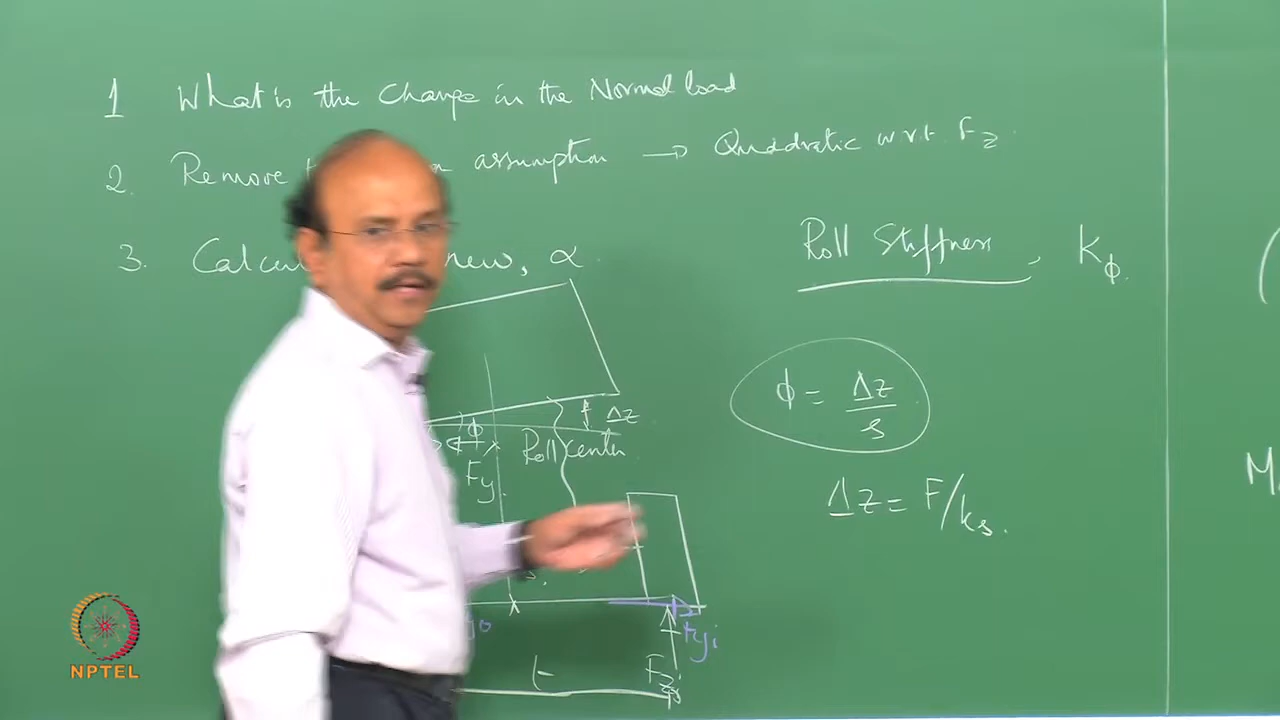 1 What is the Change in the Normal load
2. Remove assumption → Quadratic w.r.t. Fz
3. Calcu new, α
Roll Stiffness, Kϕ.
ϕ = Δz/s
Δz = F/ks.
Δz
ϕ
Roll center
Fy
s.
Fyi
t
Fzi
NPTEL